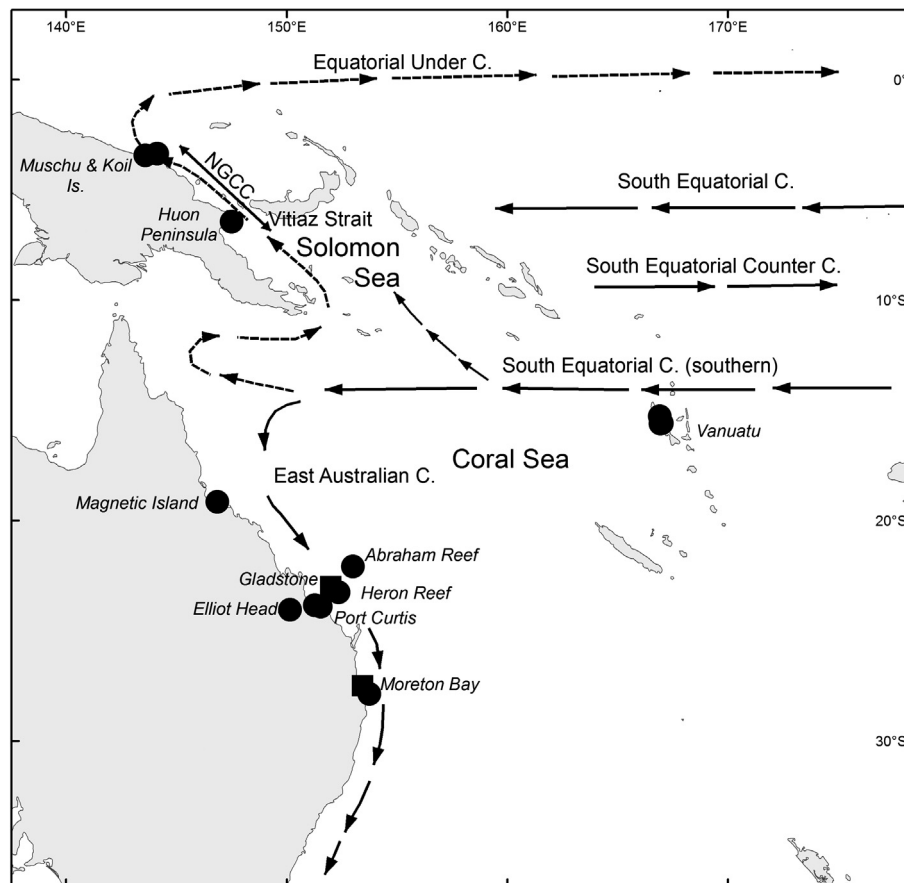 140°E
150°E
160°E
170°E
Equatorial Under C.
0°
Muschu & Koil
Is.
NGCC
South Equatorial C.
Huon
Peninsula
Vitiaz Strait
Solomon
Sea
South Equatorial Counter C.
10°S
South Equatorial C. (southern)
Vanuatu
Coral Sea
East Australian C.
Magnetic Island
20°S
Abraham Reef
Gladstone
Heron Reef
Elliot Head
Port Curtis
Moreton Bay
30°S